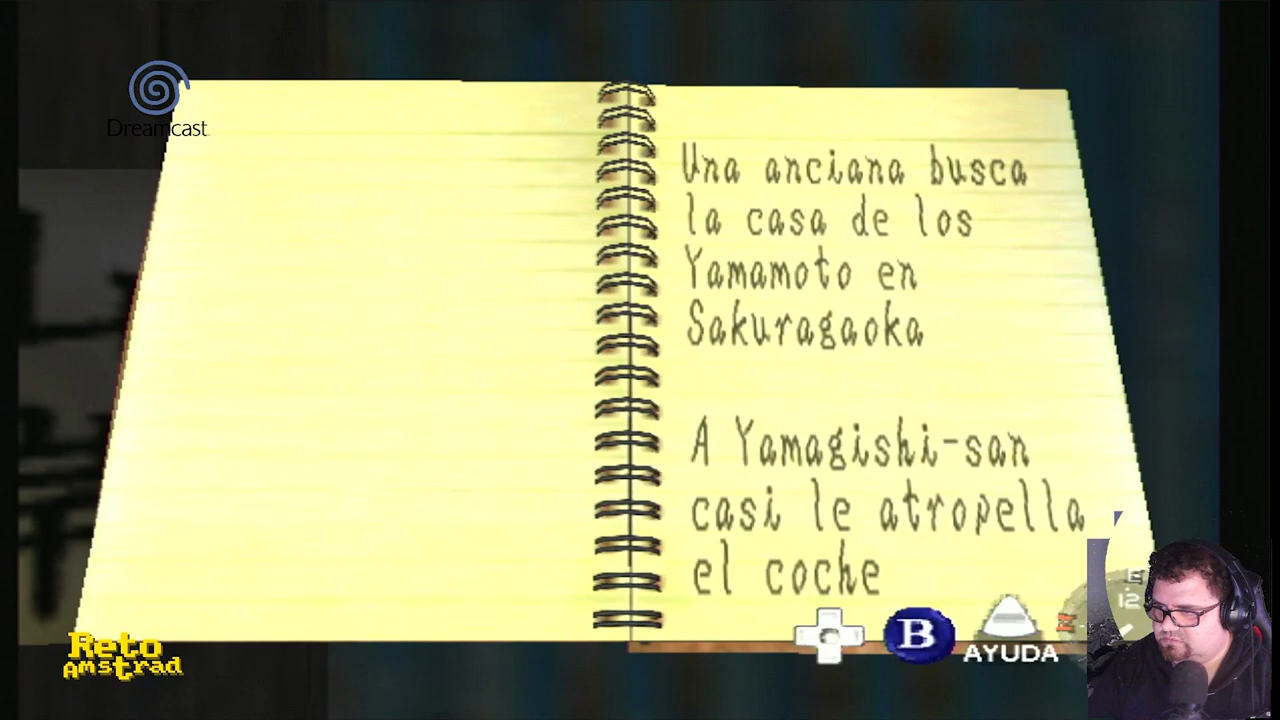 Dreamcast
Una anciana busca
la casa de los
Yamamoto en
Sakuragaoka
A Yamagishi-san
casi le atropella
el coche
B
AYUDA
E
12
Reto
Amstrad